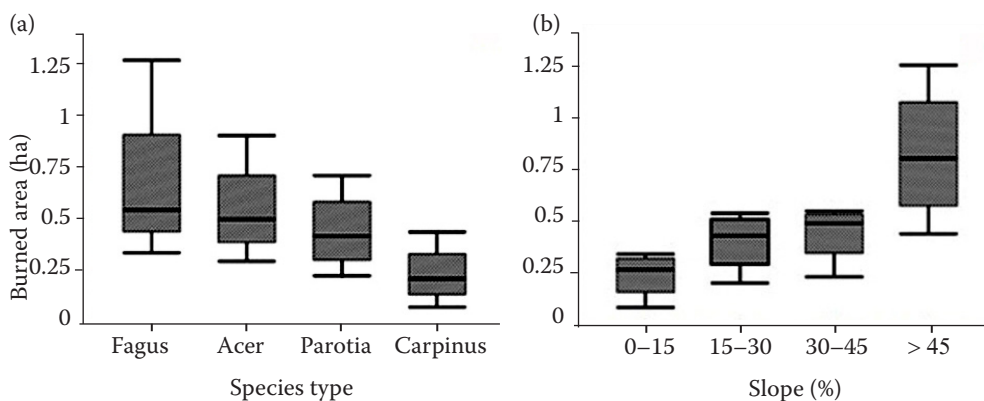 (a)
Burned area (ha)
1.25
1
0.75
0.5
0.25
0
Fagus Acer Parotia Carpinus
Species type
(b)
1.25
1
0.75
0.5
0.25
0
0–15 15–30 30–45 > 45
Slope (%)